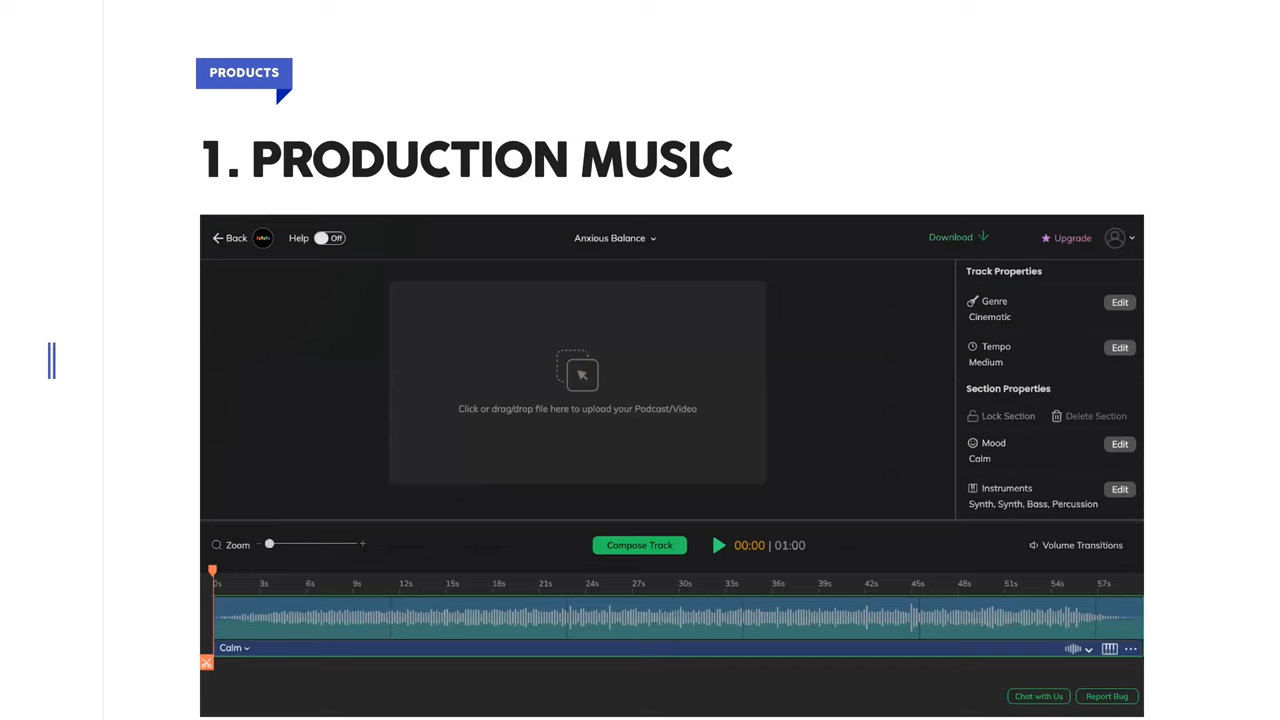 PRODUCTS
1. PRODUCTION MUSIC
Back
Help
Off
Anxious Balance
Download
Upgrade
Track Properties
Genre
Edit
Cinematic
Tempo
Edit
Medium
Section Properties
Lock Section
Delete Section
Mood
Edit
Calm
Instruments
Edit
Synth, Synth, Bass, Percussion
Click or drag/drop file here to upload your Podcast/Video
Zoom
Compose Track
00:00 | 01:00
Volume Transitions
0s 3s 6s 9s 12s 15s 18s 21s 24s 27s 30s 33s 36s 39s 42s 45s 48s 51s 54s 57s
Calm
Chat with Us
Report Bug